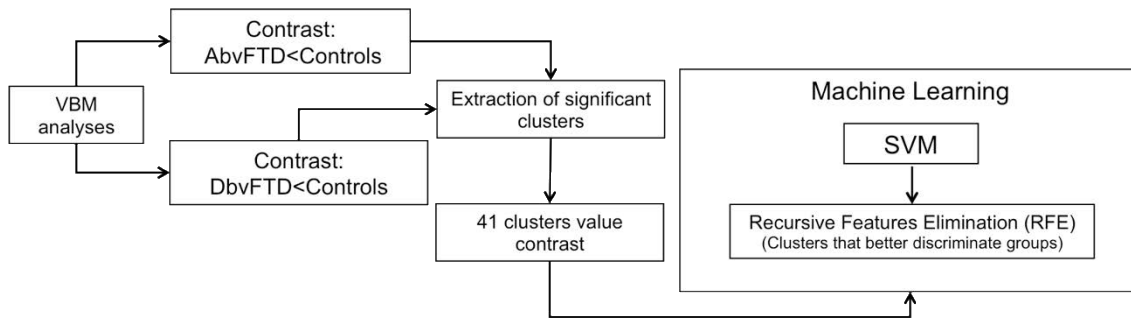 VBM
analyses
Contrast:
AbvFTD<Controls
Contrast:
DbvFTD<Controls
Extraction of significant
clusters
41 clusters value
contrast
Machine Learning
SVM
Recursive Features Elimination (RFE)
(Clusters that better discriminate groups)